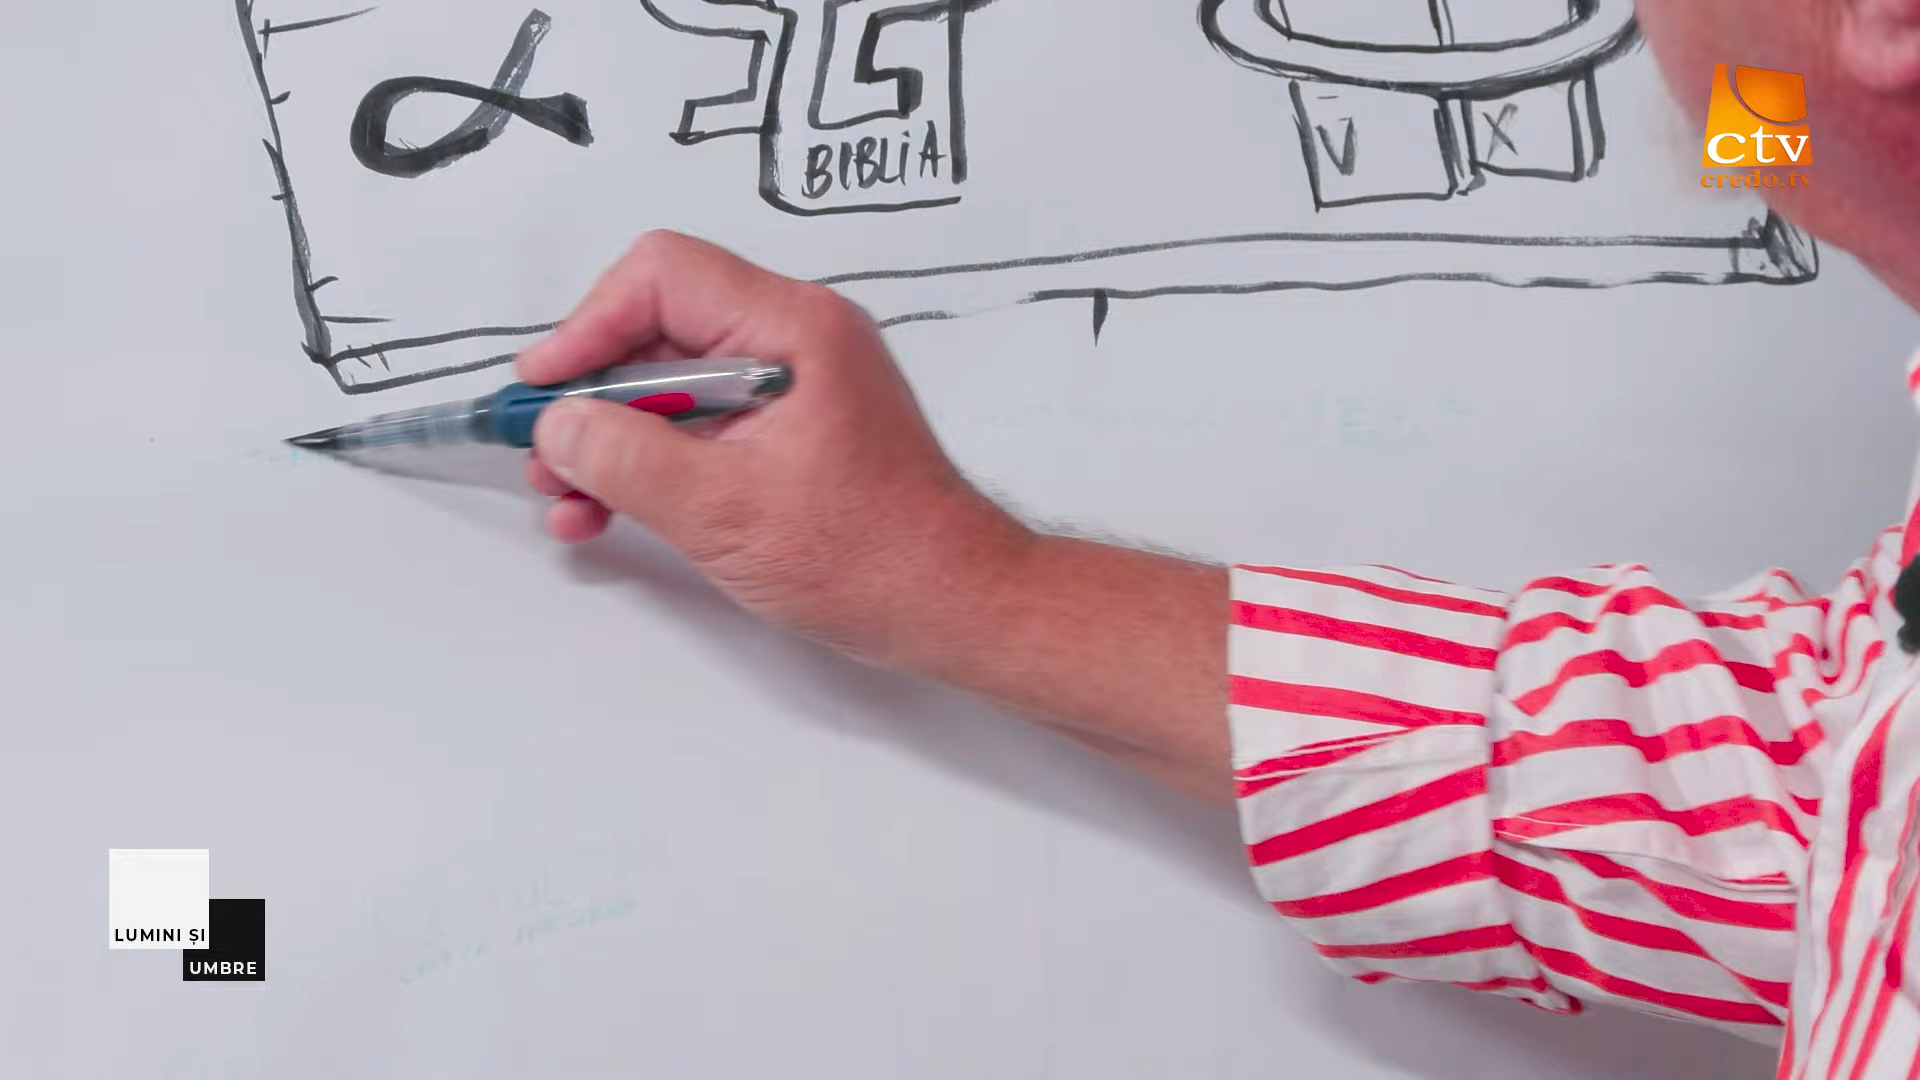 BIBLIA
V
X
ctv
credo.tv
LUMINI ȘI
UMBRE